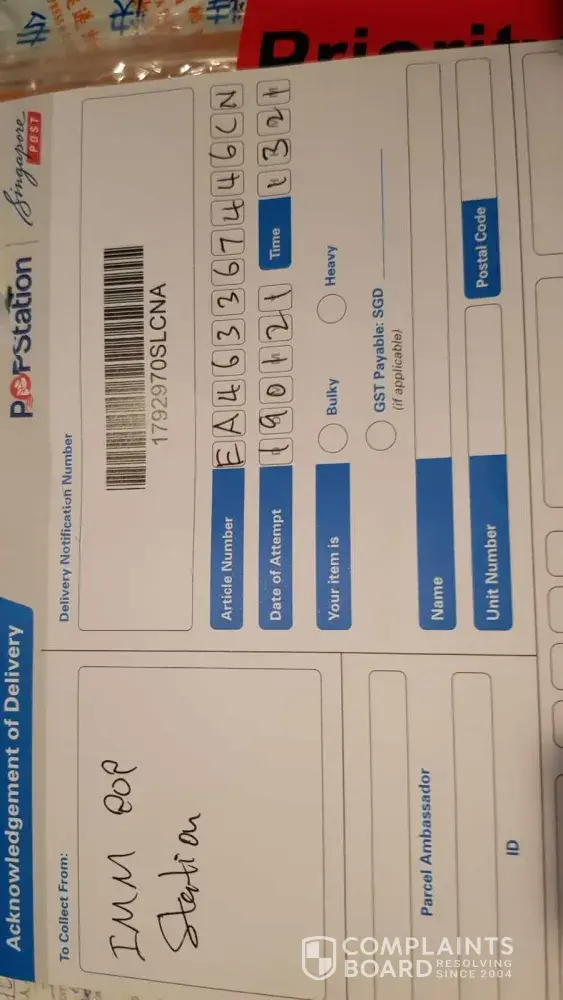 Acknowledgement of Delivery
POPStation
Singapore
POST
To Collect From:
IMM POP
Station
Delivery Notification Number
1792970SLCNA
Article Number EA463367446CN
Date of Attempt 190121 Time 1321
Your item is Bulky Heavy
GST Payable: SGD
(if applicable)
Name
Unit Number Postal Code
Parcel Ambassador
ID
Priorit
COMPLAINTS
BOARD RESOLVING
SINCE 2004